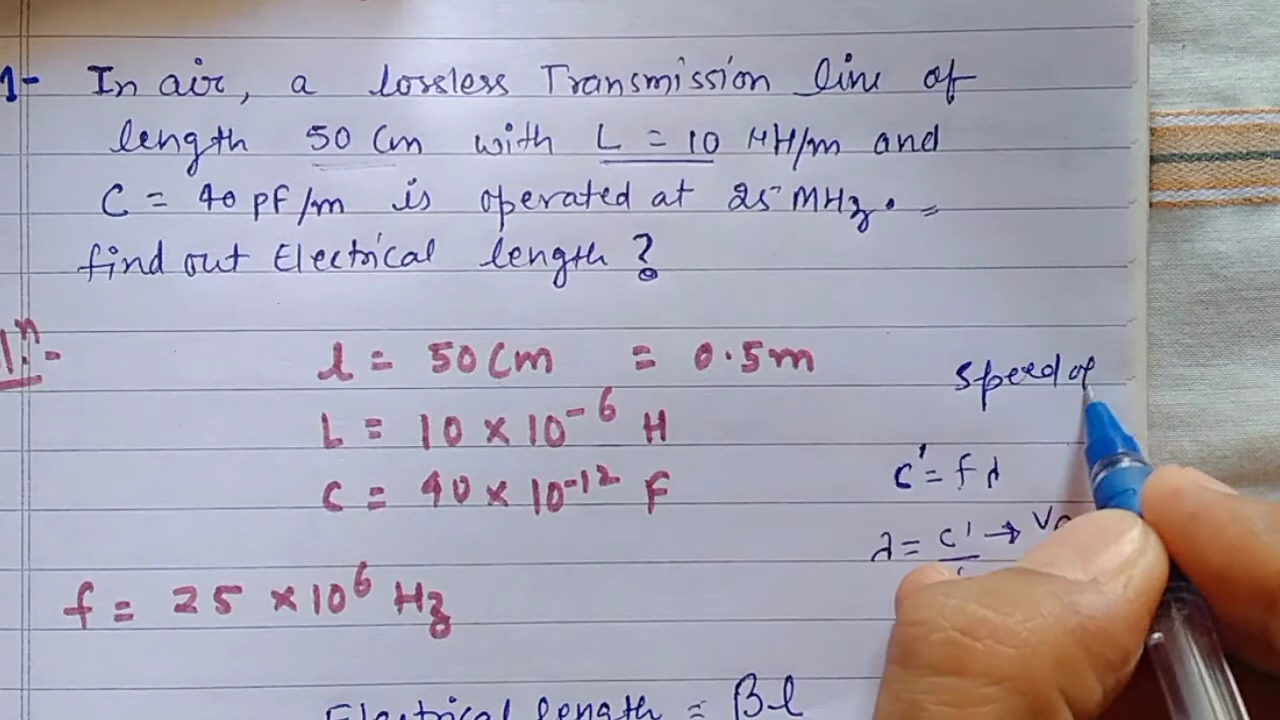 1- In air, a lossless Transmission line of
length 50 Cm with L = 10 μH/m and
C = 40 pF/m is operated at 25 MHz.
find out Electrical length ?
l = 50 Cm = 0.5m
speed of
L = 10 × 10⁻⁶ H
C' = fλ
C = 40 × 10⁻¹² F
λ = C' →
f = 25 × 10⁶ Hz
Electrical length = βl